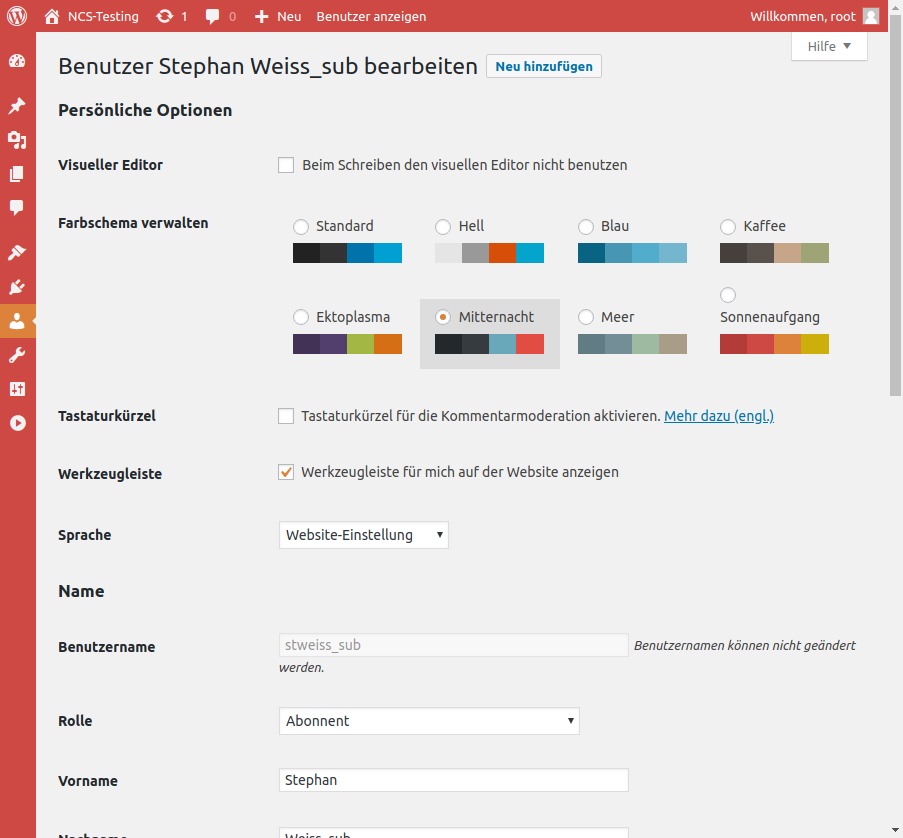 NCS-Testing 1 0 Neu Benutzer anzeigen Willkommen, root
Hilfe
Benutzer Stephan Weiss_sub bearbeiten Neu hinzufügen
Persönliche Optionen
Visueller Editor Beim Schreiben den visuellen Editor nicht benutzen
Farbschema verwalten Standard Hell Blau Kaffee
Ektoplasma Mitternacht Meer Sonnenaufgang
Tastaturkürzel Tastaturkürzel für die Kommentarmoderation aktivieren. Mehr dazu (engl.)
Werkzeugleiste Werkzeugleiste für mich auf der Website anzeigen
Sprache Website-Einstellung
Name
Benutzername stweiss_sub Benutzernamen können nicht geändert
werden.
Rolle Abonnent
Vorname Stephan
Nachname Weiss_sub